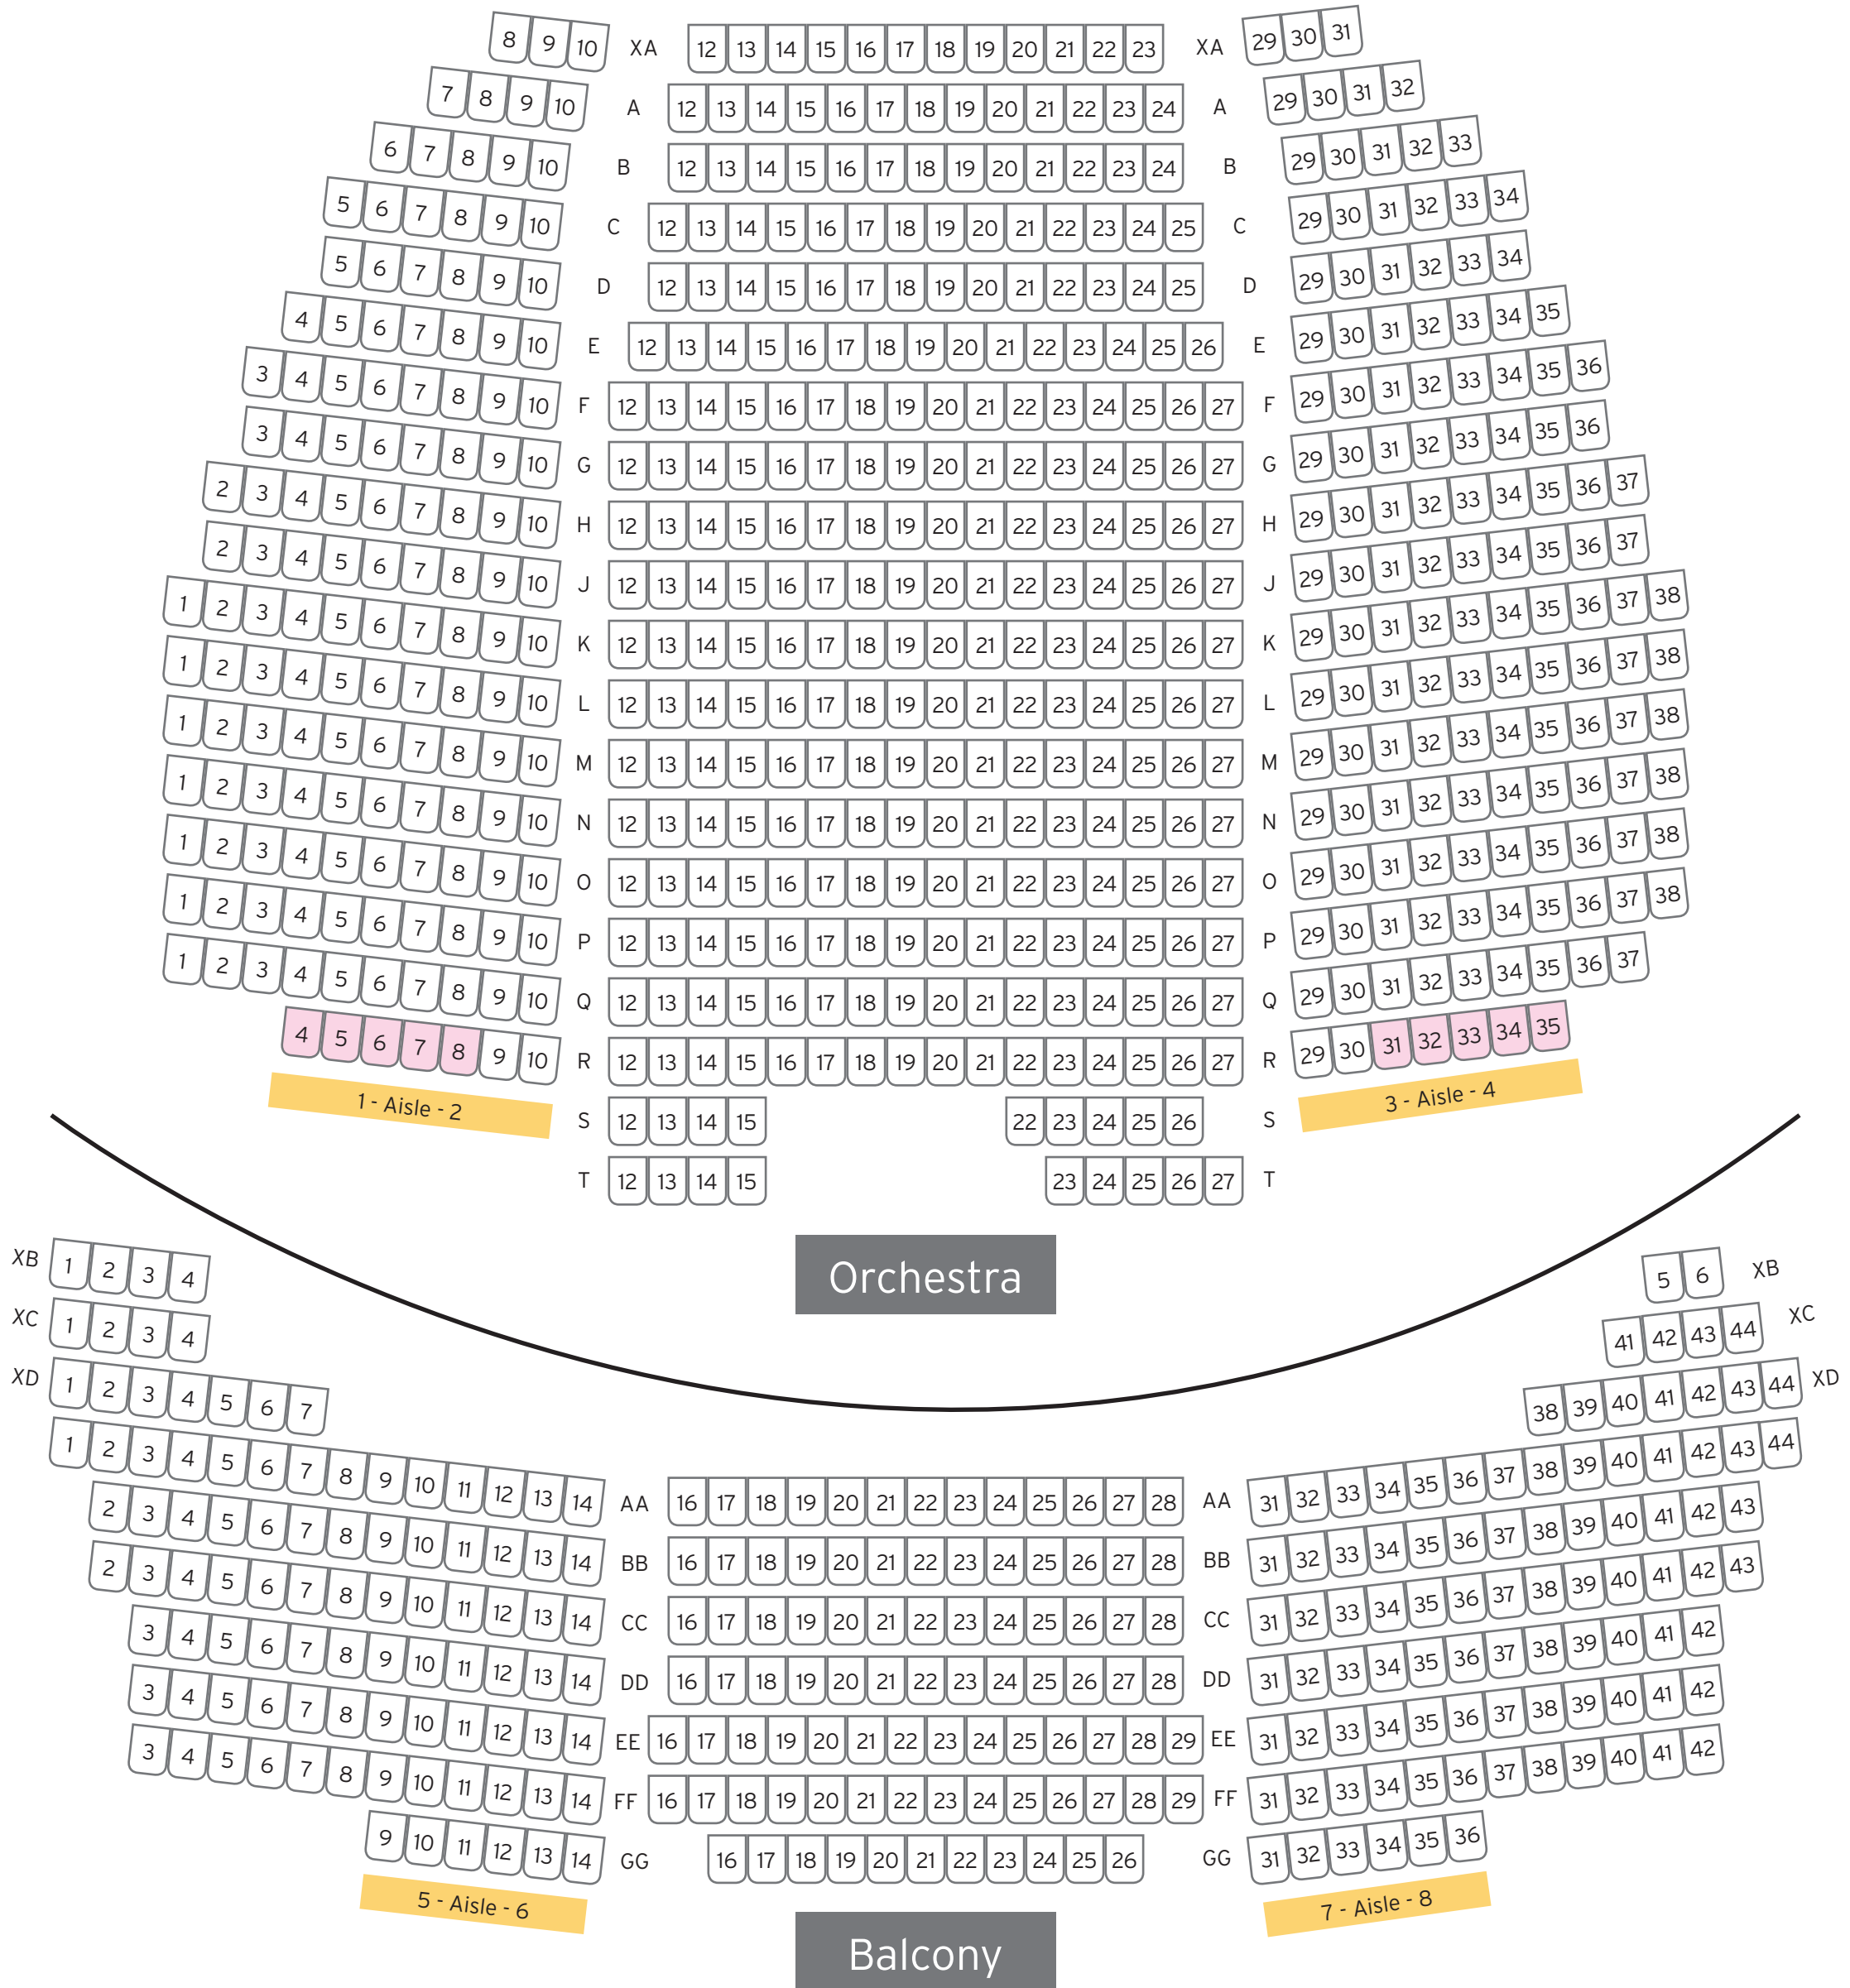 8 9 10 XA 12 13 14 15 16 17 18 19 20 21 22 23 XA 29 30 31
7 8 9 10 A 12 13 14 15 16 17 18 19 20 21 22 23 24 A 29 30 31 32
6 7 8 9 10 B 12 13 14 15 16 17 18 19 20 21 22 23 24 B 29 30 31 32 33
5 6 7 8 9 10 C 12 13 14 15 16 17 18 19 20 21 22 23 24 25 C 29 30 31 32 33 34
5 6 7 8 9 10 D 12 13 14 15 16 17 18 19 20 21 22 23 24 25 D 29 30 31 32 33 34
4 5 6 7 8 9 10 E 12 13 14 15 16 17 18 19 20 21 22 23 24 25 26 E 29 30 31 32 33 34 35
3 4 5 6 7 8 9 10 F 12 13 14 15 16 17 18 19 20 21 22 23 24 25 26 27 F 29 30 31 32 33 34 35 36
3 4 5 6 7 8 9 10 G 12 13 14 15 16 17 18 19 20 21 22 23 24 25 26 27 G 29 30 31 32 33 34 35 36
2 3 4 5 6 7 8 9 10 H 12 13 14 15 16 17 18 19 20 21 22 23 24 25 26 27 H 29 30 31 32 33 34 35 36 37
2 3 4 5 6 7 8 9 10 J 12 13 14 15 16 17 18 19 20 21 22 23 24 25 26 27 J 29 30 31 32 33 34 35 36 37
1 2 3 4 5 6 7 8 9 10 K 12 13 14 15 16 17 18 19 20 21 22 23 24 25 26 27 K 29 30 31 32 33 34 35 36 37 38
1 2 3 4 5 6 7 8 9 10 L 12 13 14 15 16 17 18 19 20 21 22 23 24 25 26 27 L 29 30 31 32 33 34 35 36 37 38
1 2 3 4 5 6 7 8 9 10 M 12 13 14 15 16 17 18 19 20 21 22 23 24 25 26 27 M 29 30 31 32 33 34 35 36 37 38
1 2 3 4 5 6 7 8 9 10 N 12 13 14 15 16 17 18 19 20 21 22 23 24 25 26 27 N 29 30 31 32 33 34 35 36 37 38
1 2 3 4 5 6 7 8 9 10 O 12 13 14 15 16 17 18 19 20 21 22 23 24 25 26 27 O 29 30 31 32 33 34 35 36 37 38
1 2 3 4 5 6 7 8 9 10 P 12 13 14 15 16 17 18 19 20 21 22 23 24 25 26 27 P 29 30 31 32 33 34 35 36 37 38
1 2 3 4 5 6 7 8 9 10 Q 12 13 14 15 16 17 18 19 20 21 22 23 24 25 26 27 Q 29 30 31 32 33 34 35 36 37
4 5 6 7 8 9 10 R 12 13 14 15 16 17 18 19 20 21 22 23 24 25 26 27 R 29 30 31 32 33 34 35
1 - Aisle - 2 3 - Aisle - 4
S 12 13 14 15 22 23 24 25 26 S
T 12 13 14 15 23 24 25 26 27 T
Orchestra
XB 1 2 3 4 5 6 XB
XC 1 2 3 4 41 42 43 44 XC
XD 1 2 3 4 5 6 7 38 39 40 41 42 43 44 XD
1 2 3 4 5 6 7 8 9 10 11 12 13 14 AA 16 17 18 19 20 21 22 23 24 25 26 27 28 AA 31 32 33 34 35 36 37 38 39 40 41 42 43 44
2 3 4 5 6 7 8 9 10 11 12 13 14 BB 16 17 18 19 20 21 22 23 24 25 26 27 28 BB 31 32 33 34 35 36 37 38 39 40 41 42 43
2 3 4 5 6 7 8 9 10 11 12 13 14 CC 16 17 18 19 20 21 22 23 24 25 26 27 28 CC 31 32 33 34 35 36 37 38 39 40 41 42 43
3 4 5 6 7 8 9 10 11 12 13 14 DD 16 17 18 19 20 21 22 23 24 25 26 27 28 DD 31 32 33 34 35 36 37 38 39 40 41 42
3 4 5 6 7 8 9 10 11 12 13 14 EE 16 17 18 19 20 21 22 23 24 25 26 27 28 29 EE 31 32 33 34 35 36 37 38 39 40 41 42
3 4 5 6 7 8 9 10 11 12 13 14 FF 16 17 18 19 20 21 22 23 24 25 26 27 28 29 FF 31 32 33 34 35 36 37 38 39 40 41 42
9 10 11 12 13 14 GG 16 17 18 19 20 21 22 23 24 25 26 GG 31 32 33 34 35 36
5 - Aisle - 6 7 - Aisle - 8
Balcony